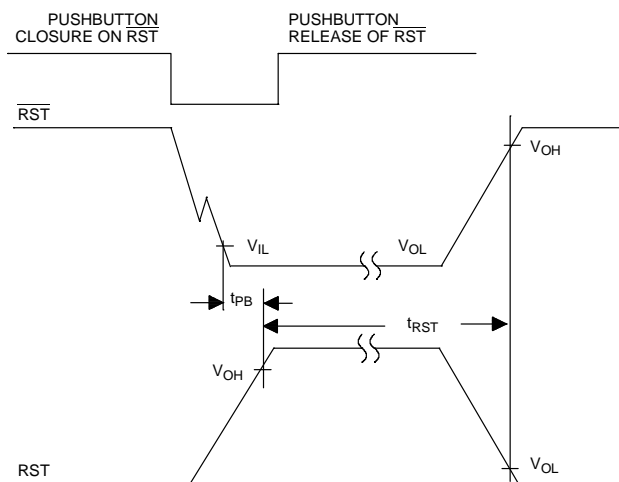 PUSHBUTTON
CLOSURE ON RST
PUSHBUTTON
RELEASE OF RST
RST
VOH
VIL
VOL
tPB
tRST
VOH
RST
VOL